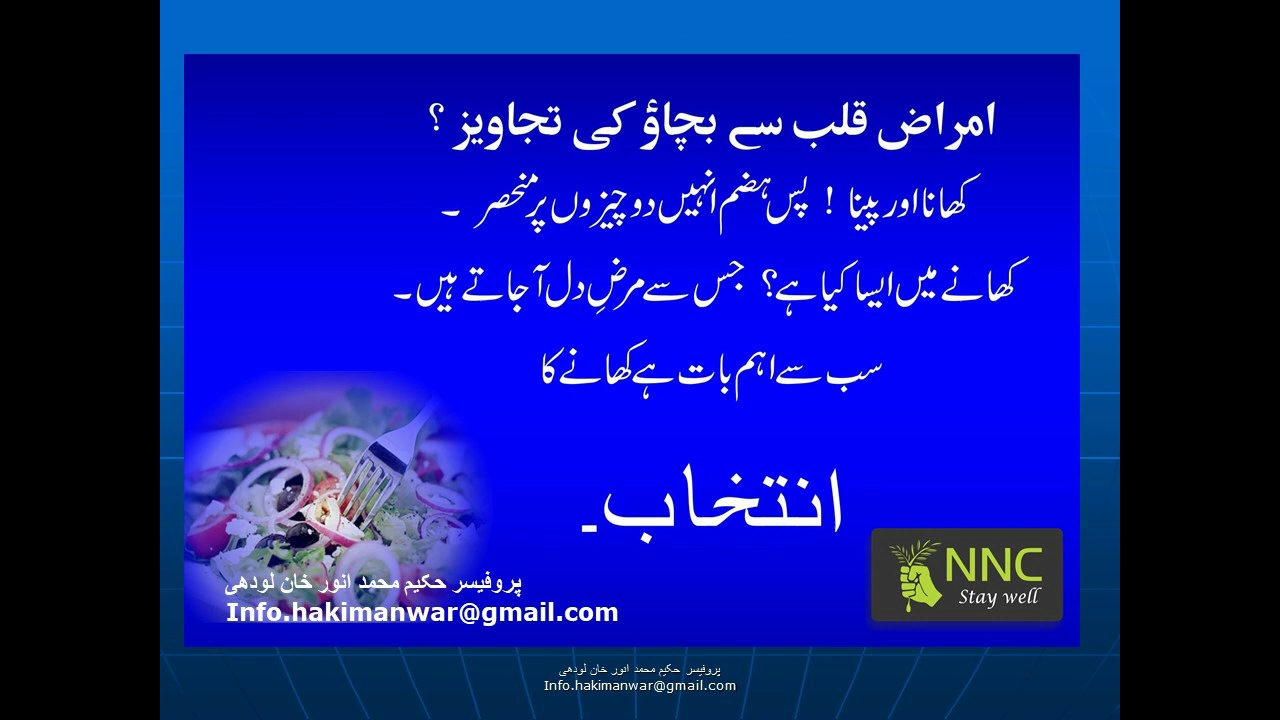 امراض قلب سے بچاؤ کی تجاویز ؟
کھانا اور پینا ! پس ہضم انہیں دو چیزوں پر منحصر ۔
کھانے میں ایسا کیا ہے؟ جس سے مرضِ دل آ جاتے ہیں۔
سب سے اہم بات ہے کھانے کا
انتخاب۔
NNC
Stay well
پروفیسر حکیم محمد انور خان لودھی
Info.hakimanwar@gmail.com
پروفیسر حکیم محمد انور خان لودھی
Info.hakimanwar@gmail.com